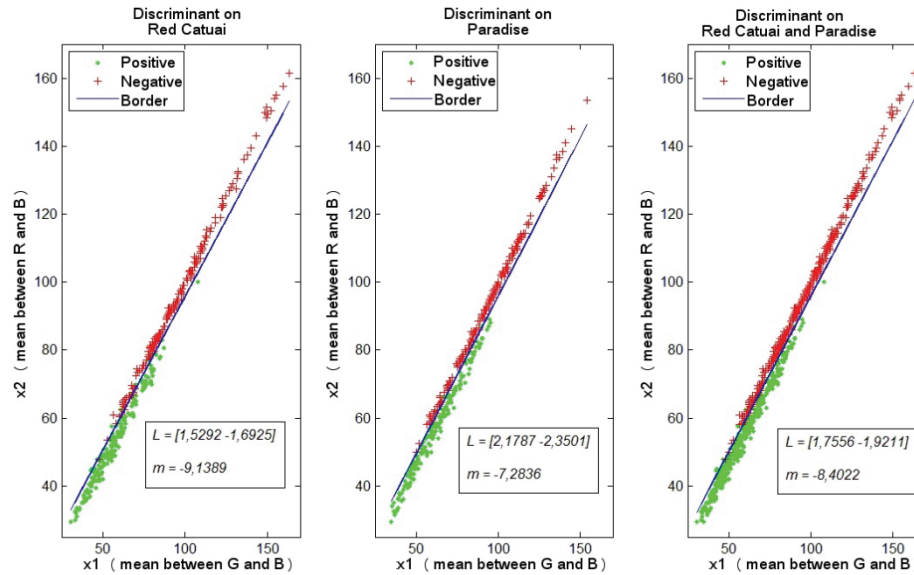 Discriminant on
Red Catuai
Positive
Negative
Border
160
140
120
100
80
60
40
x2 ( mean between R and B)
L = [1,5292 -1,6925]
m = -9,1389
50
100
150
x1 ( mean between G and B)
Discriminant on
Paradise
Positive
Negative
Border
160
140
120
100
80
60
40
x2 ( mean between R and B)
L = [2,1787 -2,3501]
m = -7,2836
50
100
150
x1 ( mean between G and B)
Discriminant on
Red Catuai and Paradise
Positive
Negative
Border
160
140
120
100
80
60
40
x2 ( mean between R and B)
L = [1,7556 -1,9211]
m = -8,4022
50
100
150
x1 ( mean between G and B)